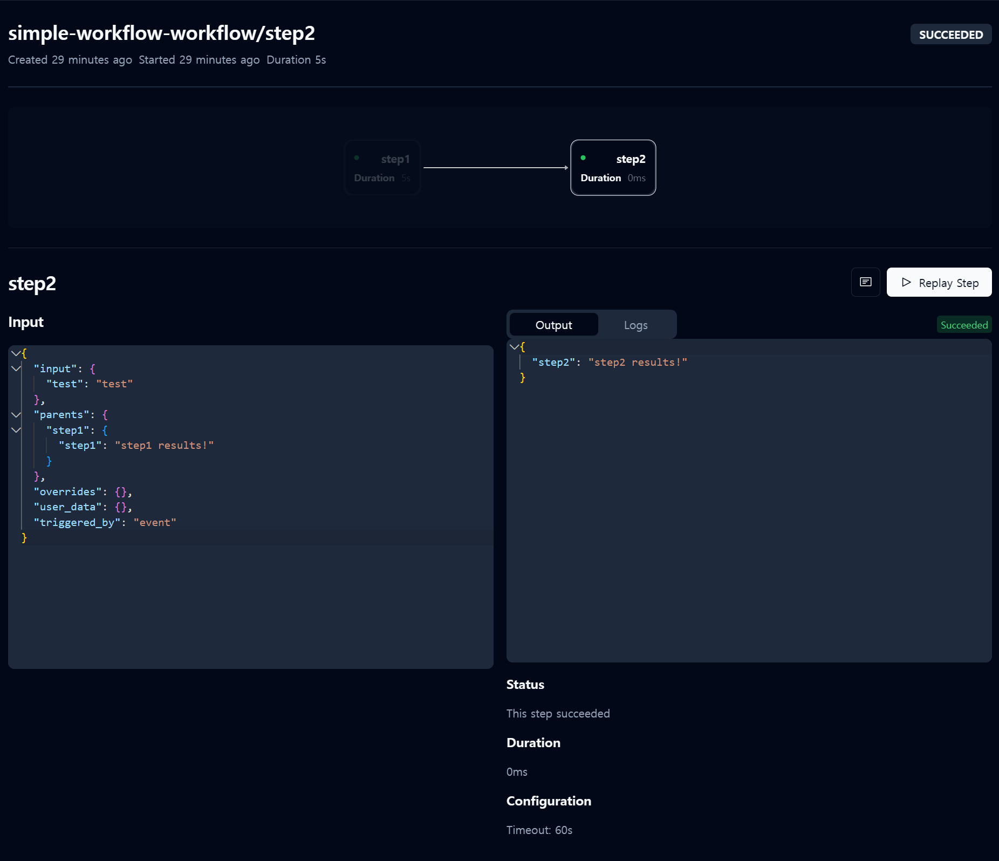 simple-workflow-workflow/step2
SUCCEEDED
Created 29 minutes ago Started 29 minutes ago Duration 5s
step1
Duration 5s
step2
Duration 0ms
step2
Replay Step
Input
{
"input": {
"test": "test"
},
"parents": {
"step1": {
"step1": "step1 results!"
}
},
"overrides": {},
"user_data": {},
"triggered_by": "event"
}
Output
Logs
Succeeded
{
"step2": "step2 results!"
}
Status
This step succeeded
Duration
0ms
Configuration
Timeout: 60s